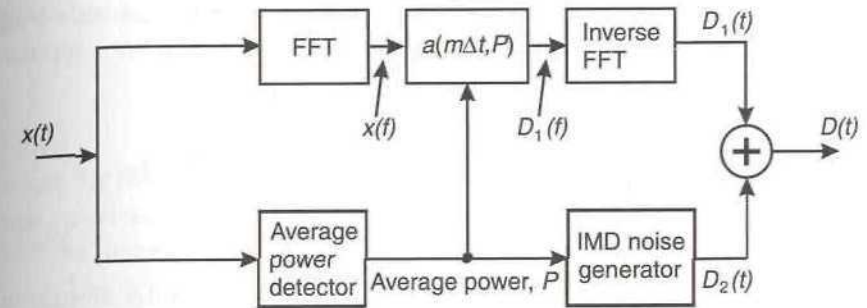 FFT
a(mΔt,P)
Inverse
FFT
D₁(t)
x(t)
x(f)
D₁(f)
+
D(t)
Average
power
detector
Average power, P
IMD noise
generator
D₂(t)